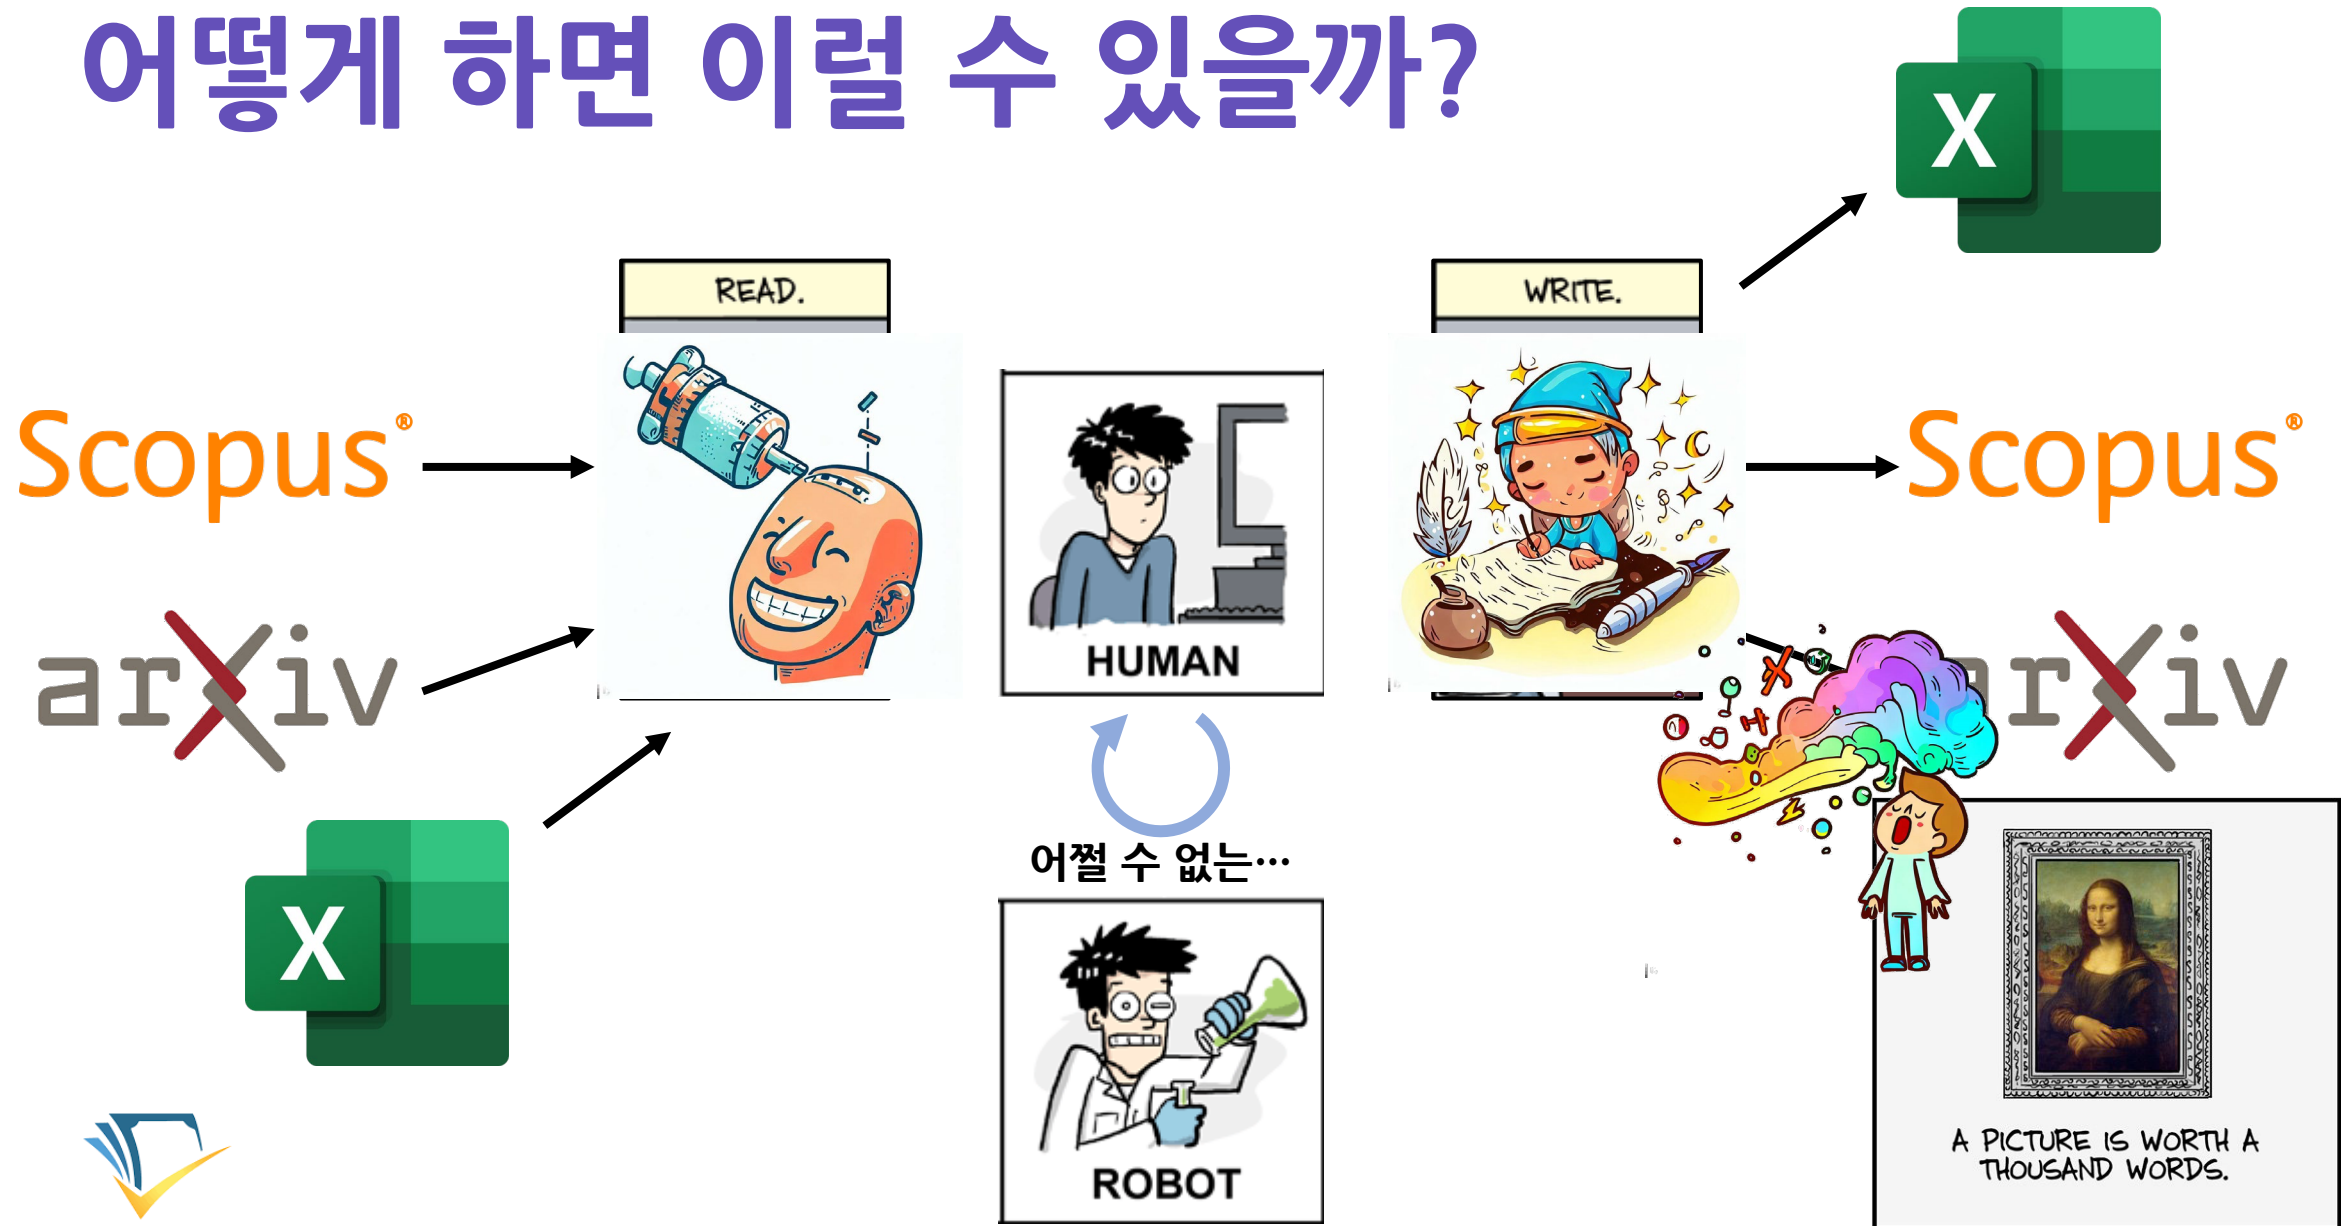 어떻게 하면 이럴 수 있을까?
X
READ.
WRITE.
Scopus®
HUMAN
Scopus®
arXiv
arXiv
어쩔 수 없는…
X
ROBOT
A PICTURE IS WORTH A
THOUSAND WORDS.